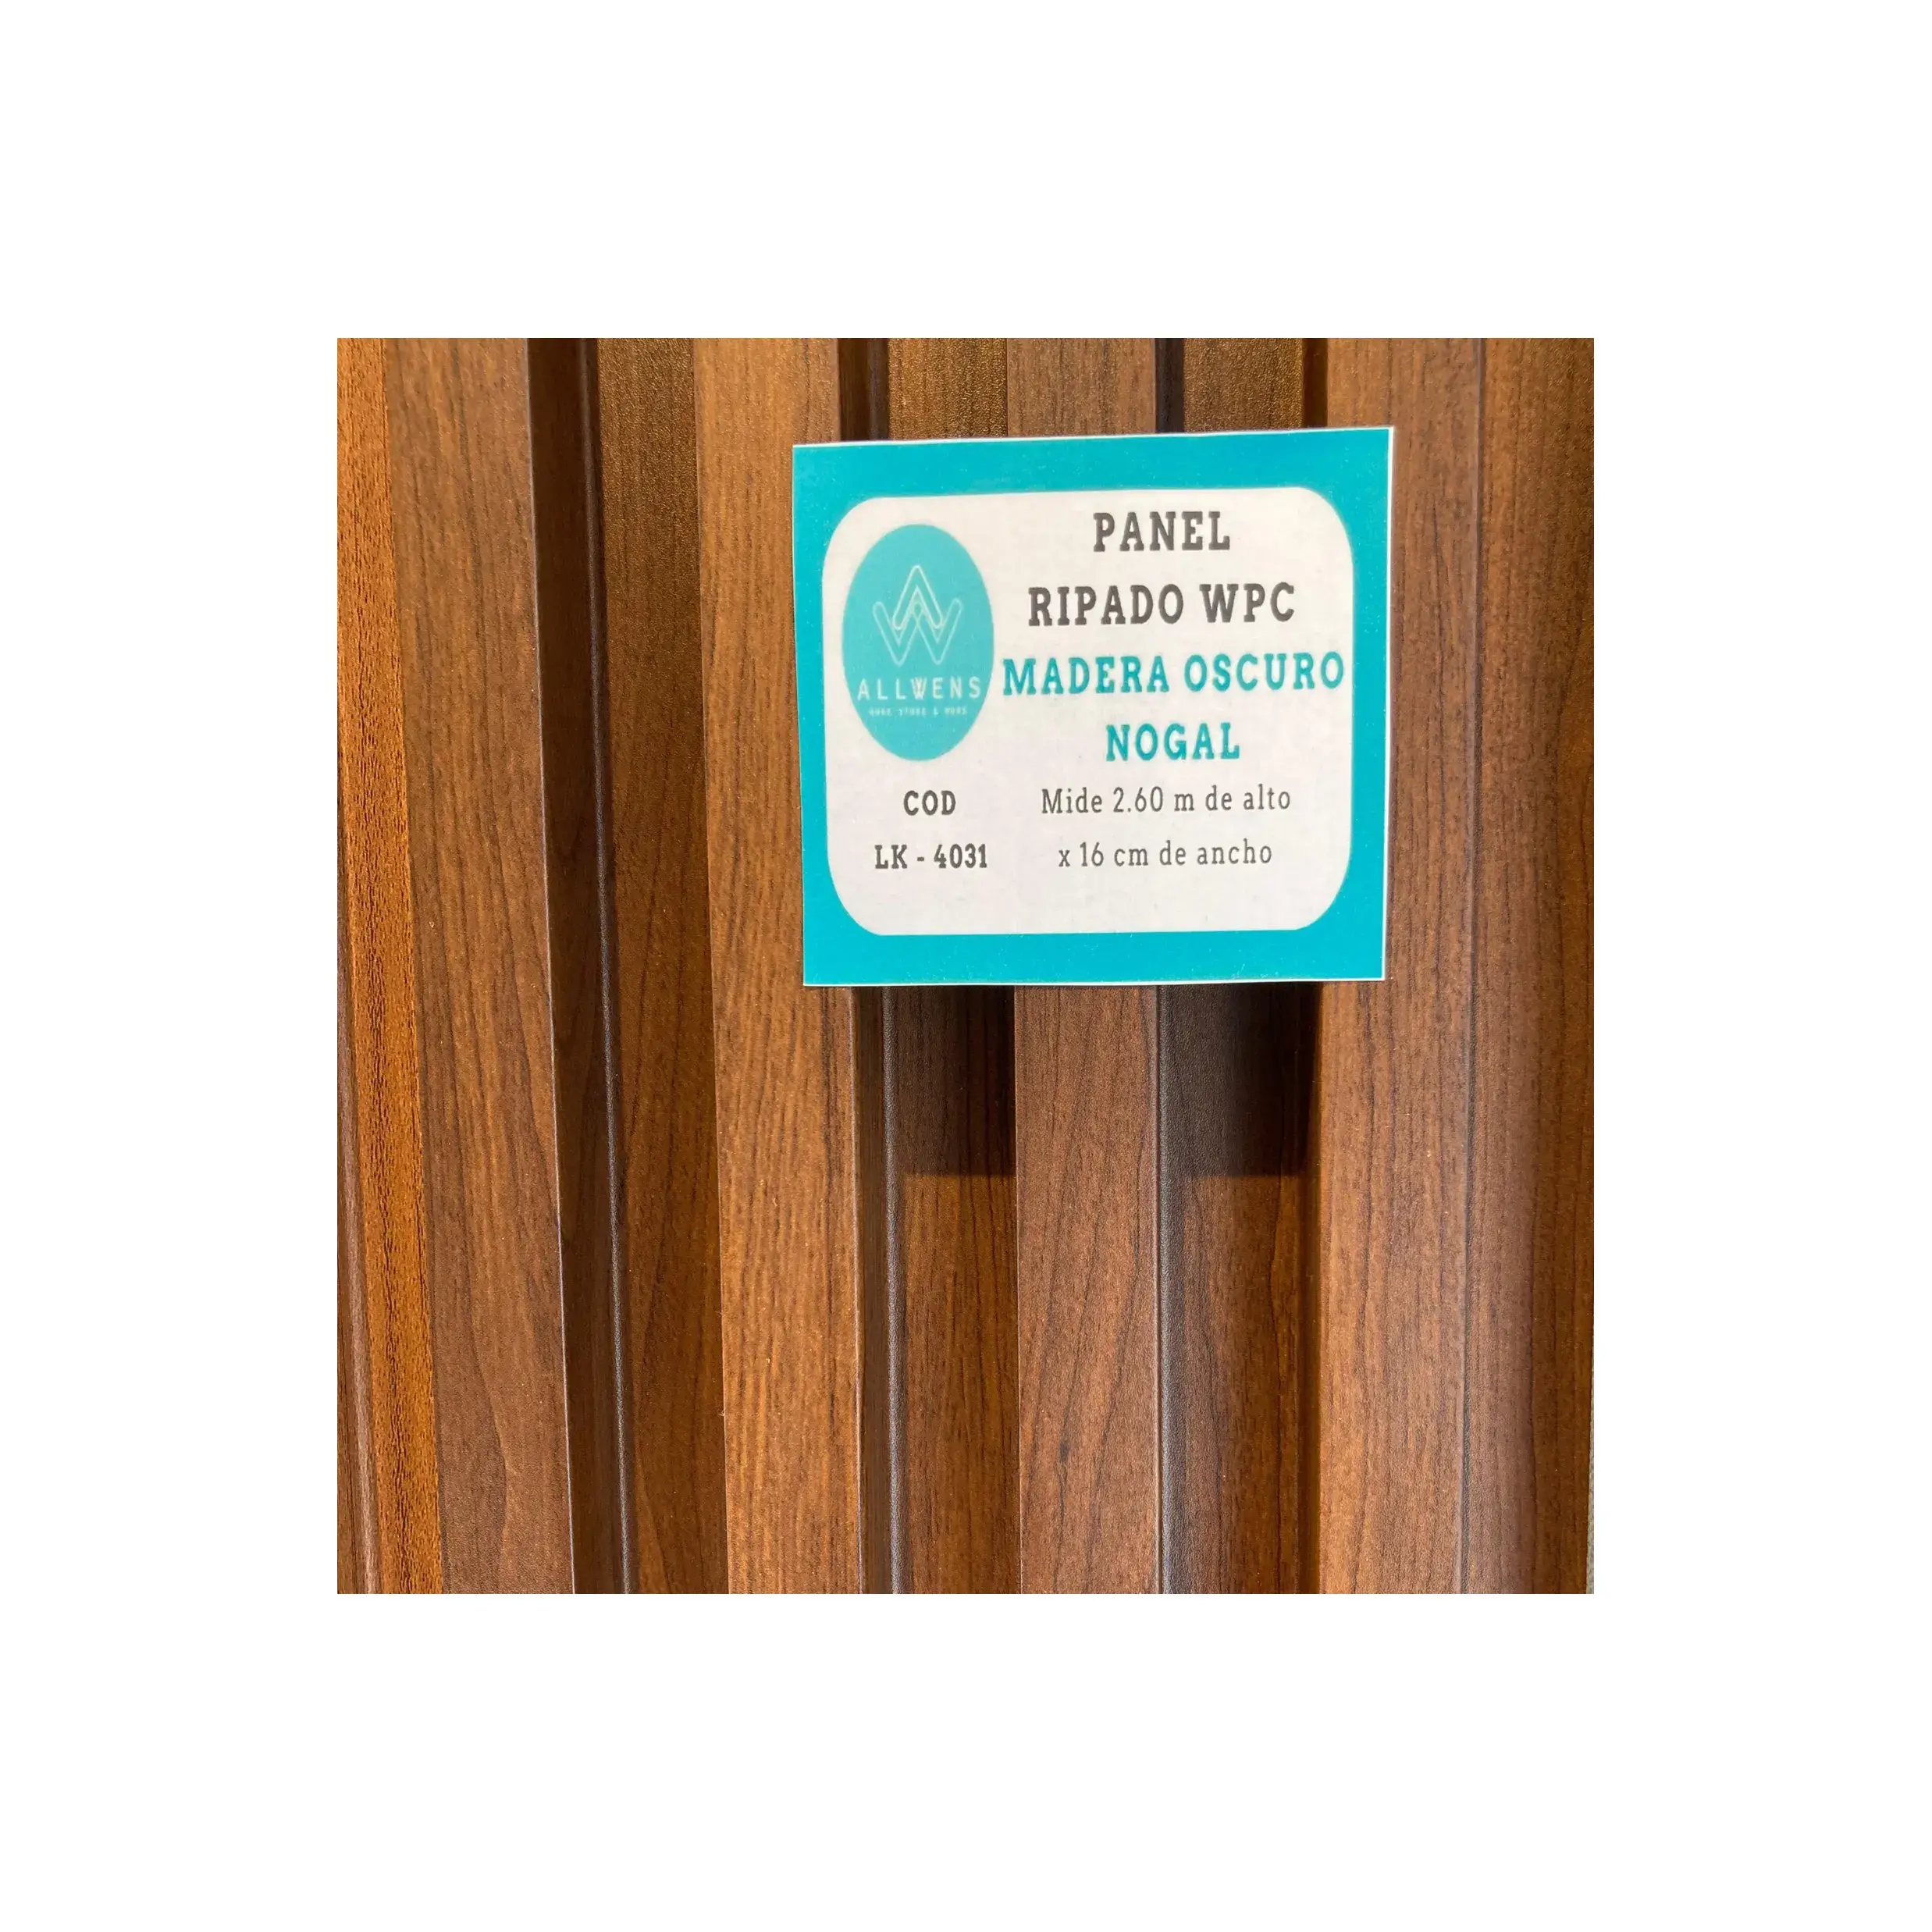 PANEL
RIPADO WPC
MADERA OSCURO
NOGAL
Mide 2.60 m de alto
x 16 cm de ancho
ALLWENS
COD
LK - 4031